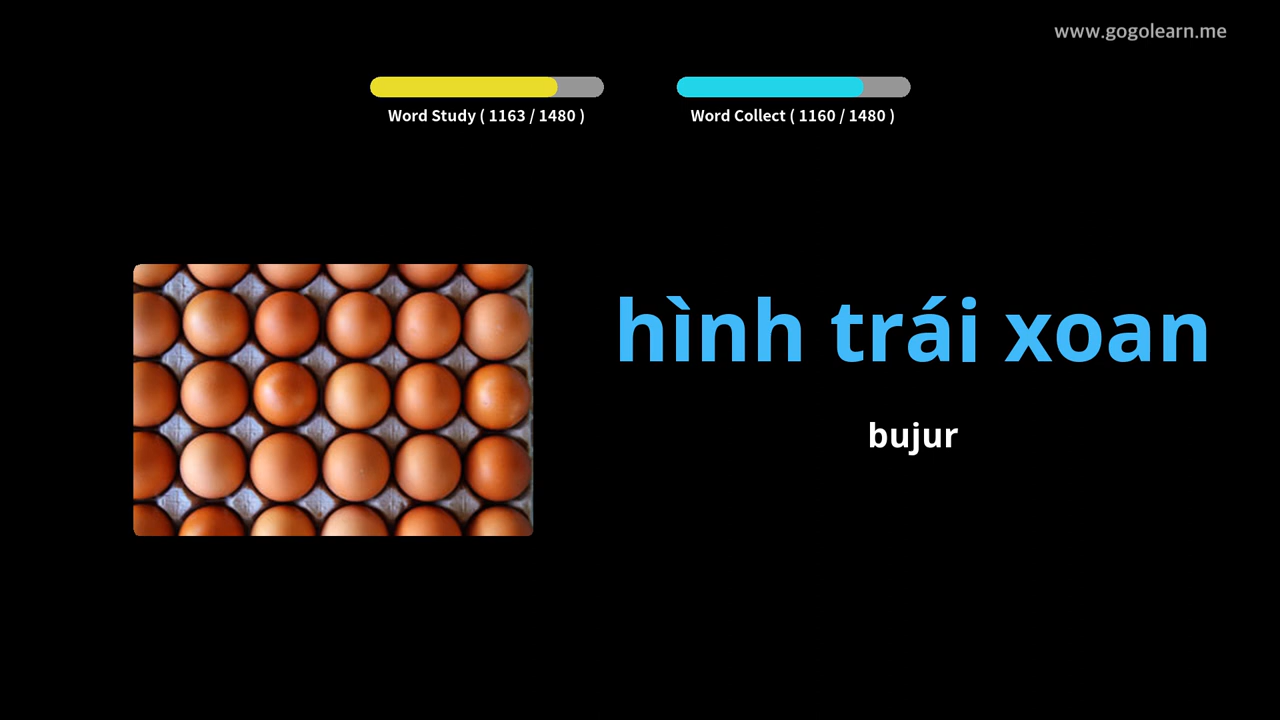 www.gogolearn.me
Word Study ( 1163 / 1480 )
Word Collect ( 1160 / 1480 )
hình trái xoan
bujur